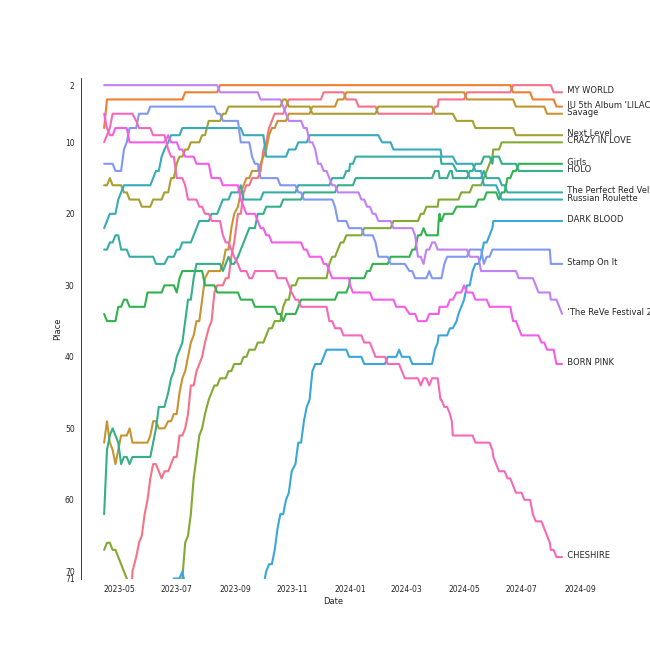 2
10
20
30
40
50
60
70
71
Place
2023-05
2023-07
2023-09
2023-11
2024-01
2024-03
2024-05
2024-07
2024-09
Date
MY WORLD
IU 5th Album 'LILAC
Savage
Next Level
CRAZY IN LOVE
Girls
HOLO
The Perfect Red Vel
Russian Roulette
DARK BLOOD
Stamp On It
'The ReVe Festival 2
BORN PINK
CHESHIRE